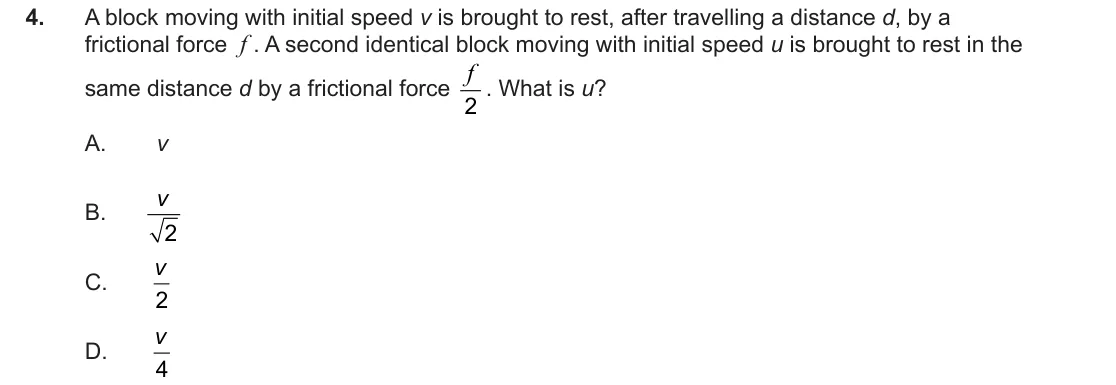 4. A block moving with initial speed v is brought to rest, after travelling a distance d, by a
frictional force f. A second identical block moving with initial speed u is brought to rest in the
same distance d by a frictional force f/2. What is u?
A. v
B. v/√2
C. v/2
D. v/4